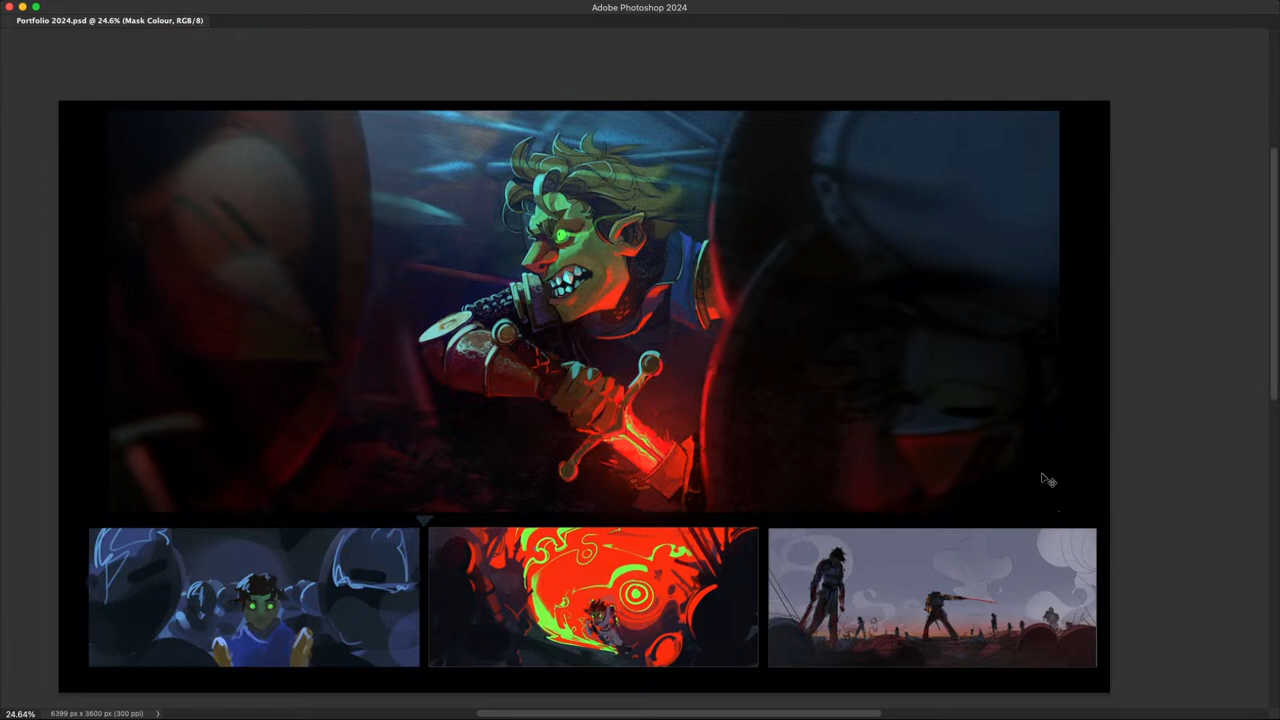 Adobe Photoshop 2024
Portfolio 2024.psd @ 24.6% (Mask Colour, RGB/8)
24.64%
6399 px x 3600 px (300 ppi)